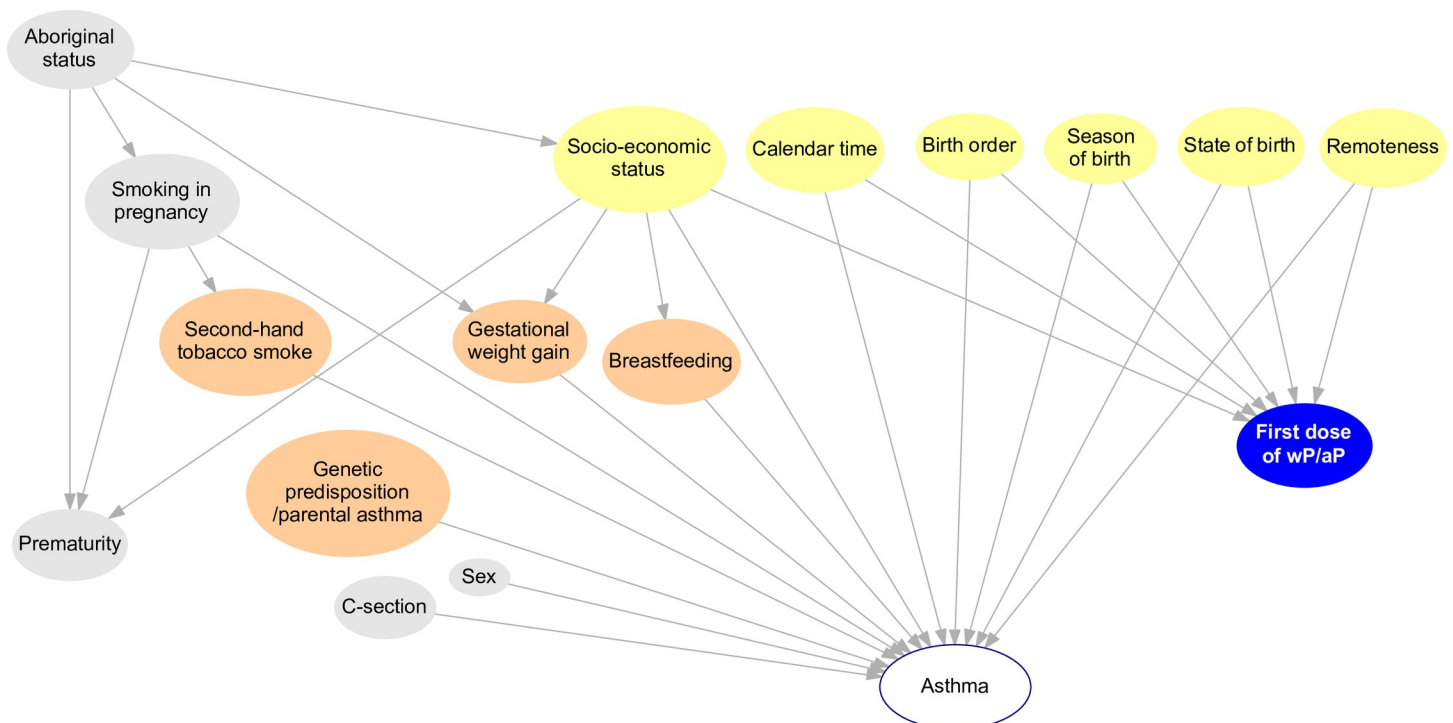 Aboriginal
status
Socio-economic
status
Calendar time
Birth order
Season
of birth
State of birth
Remoteness
Smoking in
pregnancy
Second-hand
tobacco smoke
Gestational
weight gain
Breastfeeding
First dose
of wP/aP
Genetic
predisposition
/parental asthma
Prematurity
Sex
C-section
Asthma